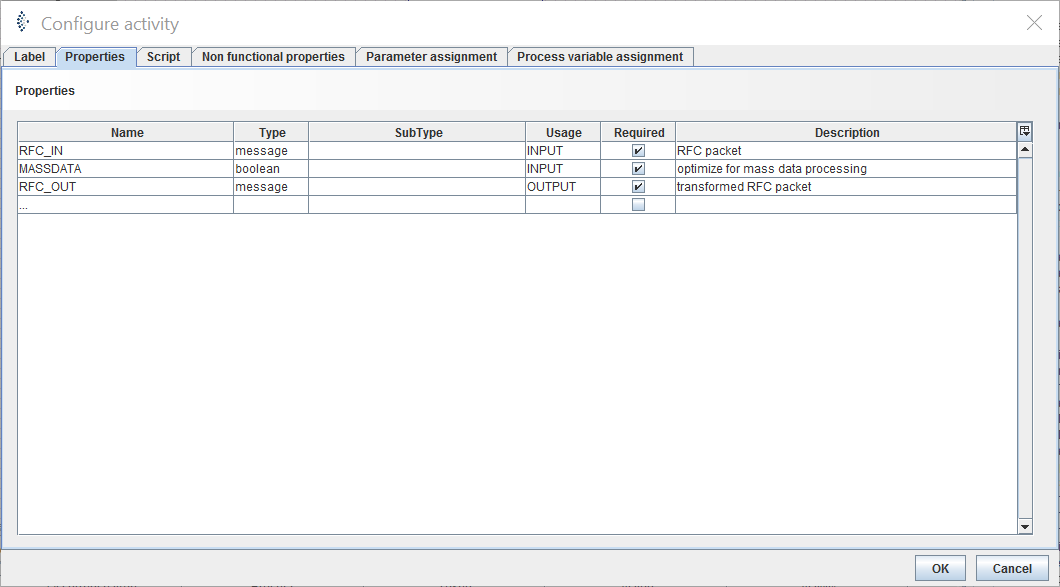 Configure activity
Label Properties Script Non functional properties Parameter assignment Process variable assignment
Properties
Name Type SubType Usage Required Description
RFC_IN message INPUT RFC packet
MASSDATA boolean INPUT optimize for mass data processing
RFC_OUT message OUTPUT transformed RFC packet
...
OK Cancel